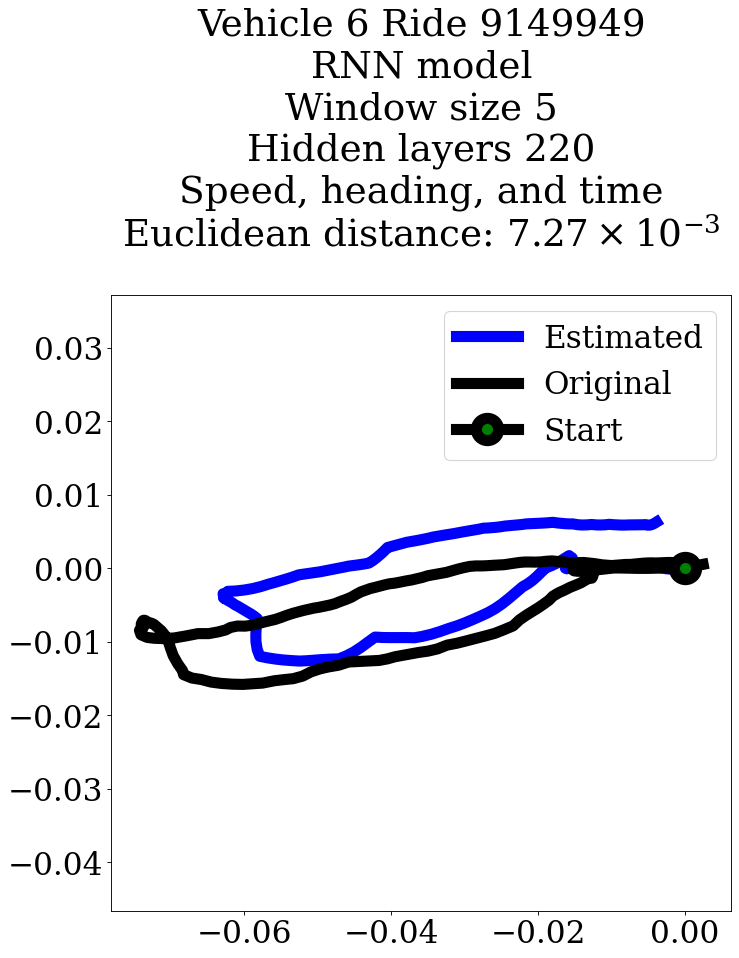 Vehicle 6 Ride 9149949
RNN model
Window size 5
Hidden layers 220
Speed, heading, and time
Euclidean distance: 7.27 × 10⁻³
Estimated
Original
Start
0.03
0.02
0.01
0.00
−0.01
−0.02
−0.03
−0.04
−0.06 −0.04 −0.02 0.00